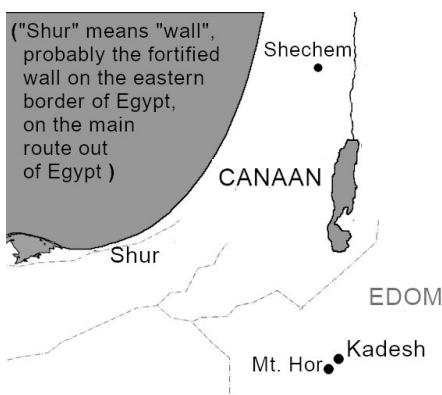 ("Shur" means "wall",
probably the fortified
wall on the eastern
border of Egypt,
on the main
route out
of Egypt )
Shechem
CANAAN
Shur
EDOM
Kadesh
Mt. Hor